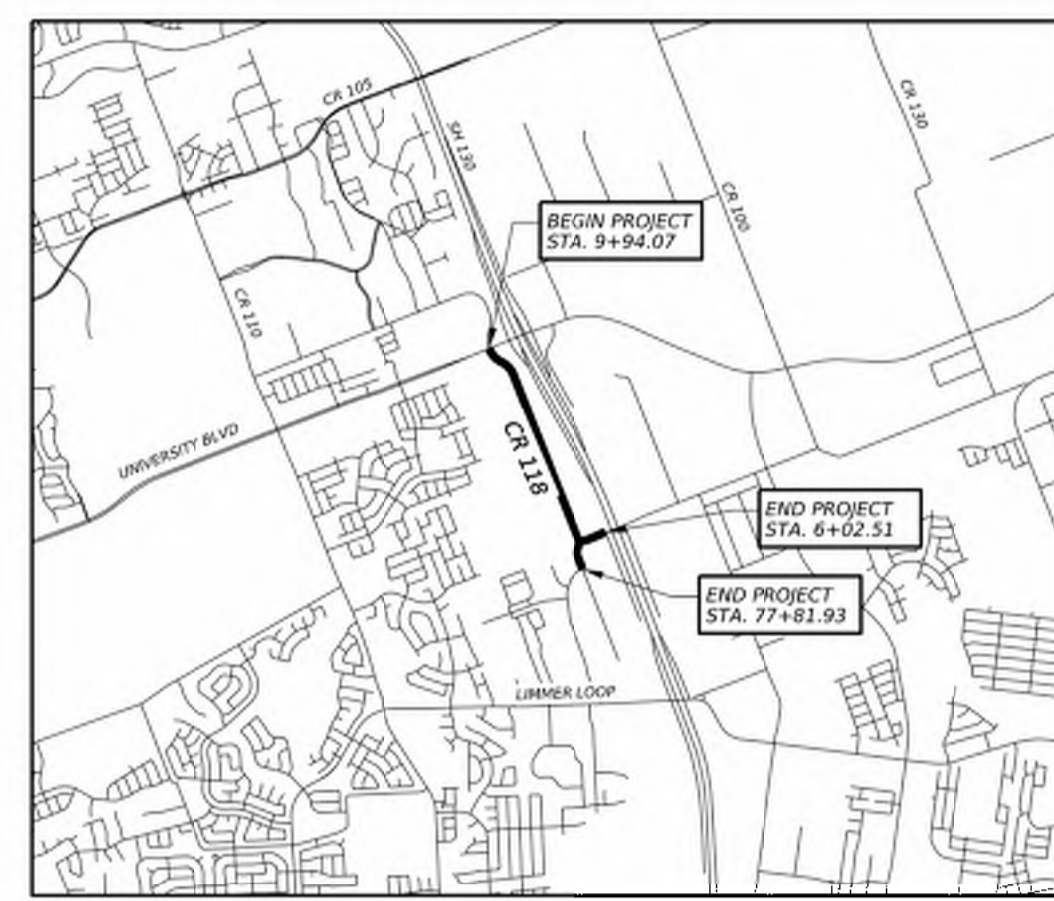 CR 105
CR 130
SH 130
CR 100
BEGIN PROJECT
STA. 9+94.07
CR 110
UNIVERSITY BLVD
CR 118
END PROJECT
STA. 6+02.51
END PROJECT
STA. 77+81.93
LIMMER LOOP